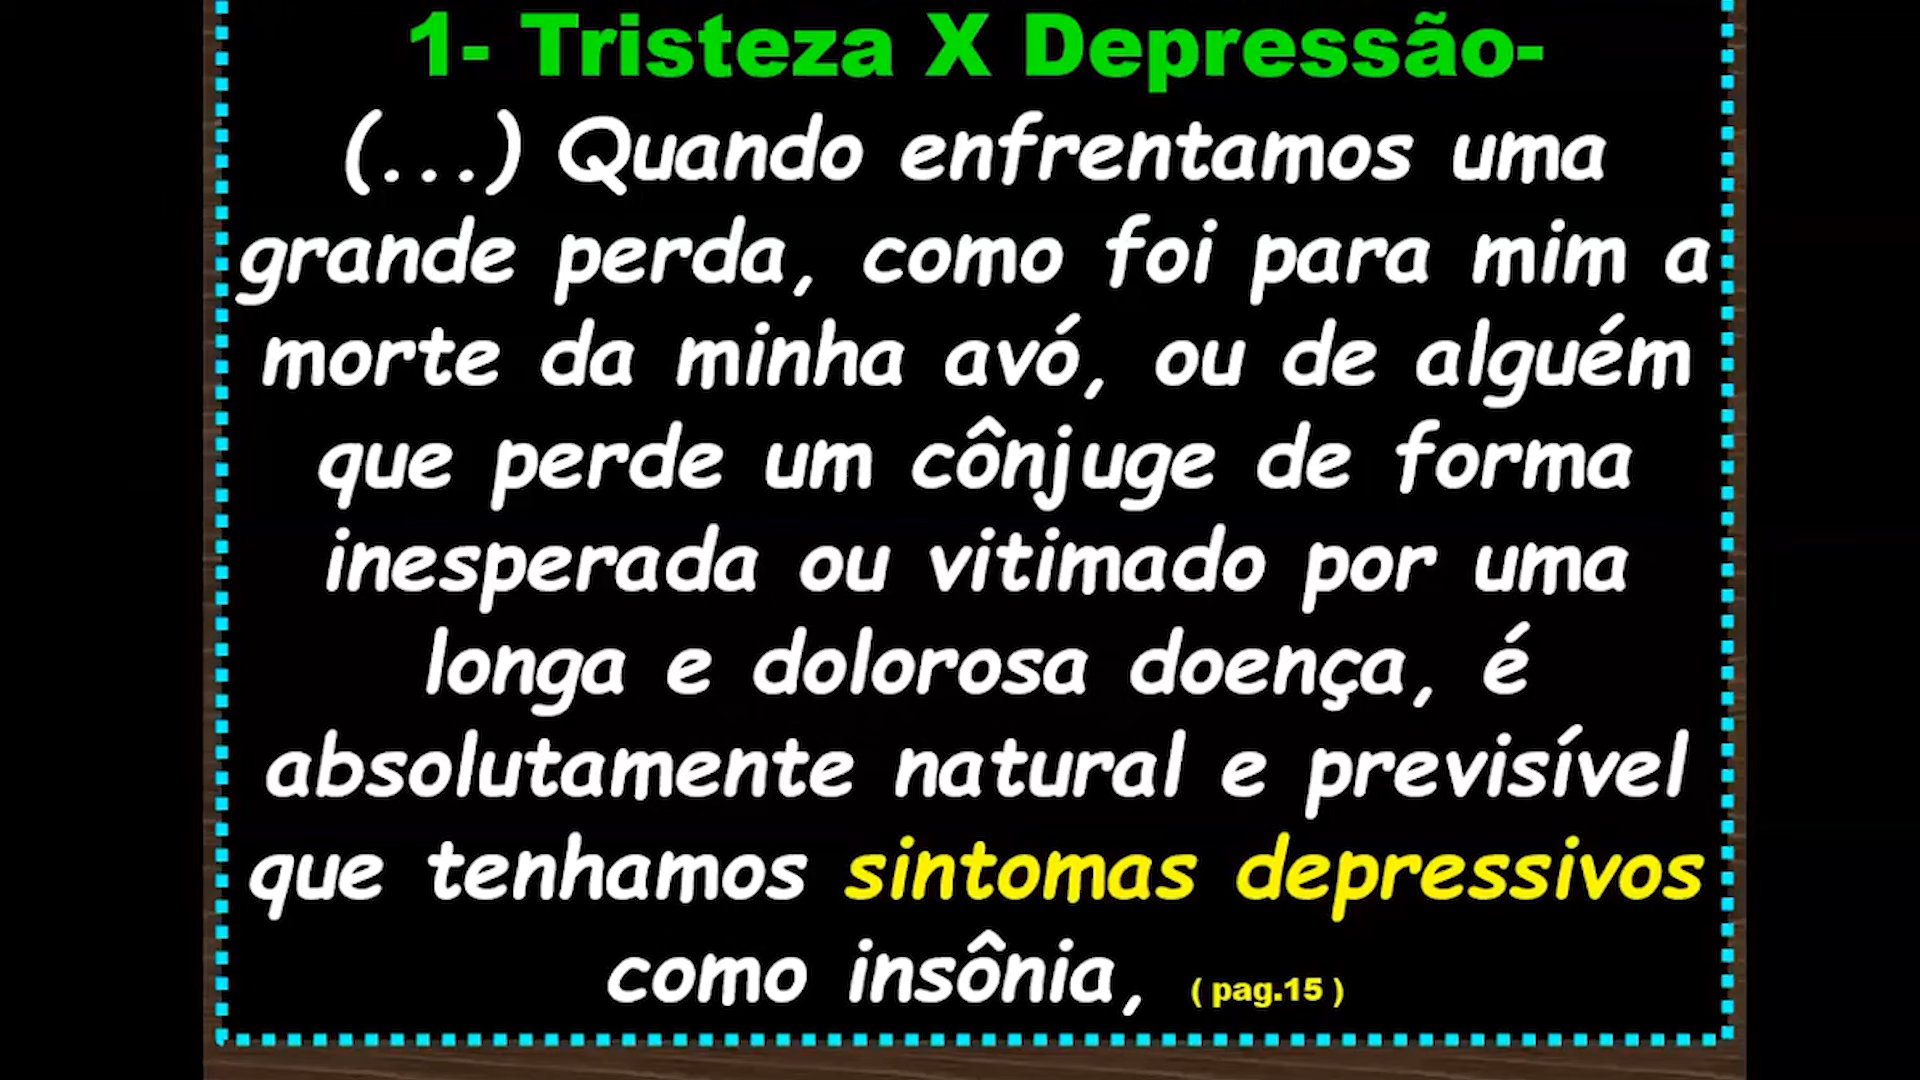 1- Tristeza X Depressão-
(...) Quando enfrentamos uma
grande perda, como foi para mim a
morte da minha avó, ou de alguém
que perde um cônjuge de forma
inesperada ou vitimado por uma
longa e dolorosa doença, é
absolutamente natural e previsível
que tenhamos sintomas depressivos
como insônia, ( pag.15 )